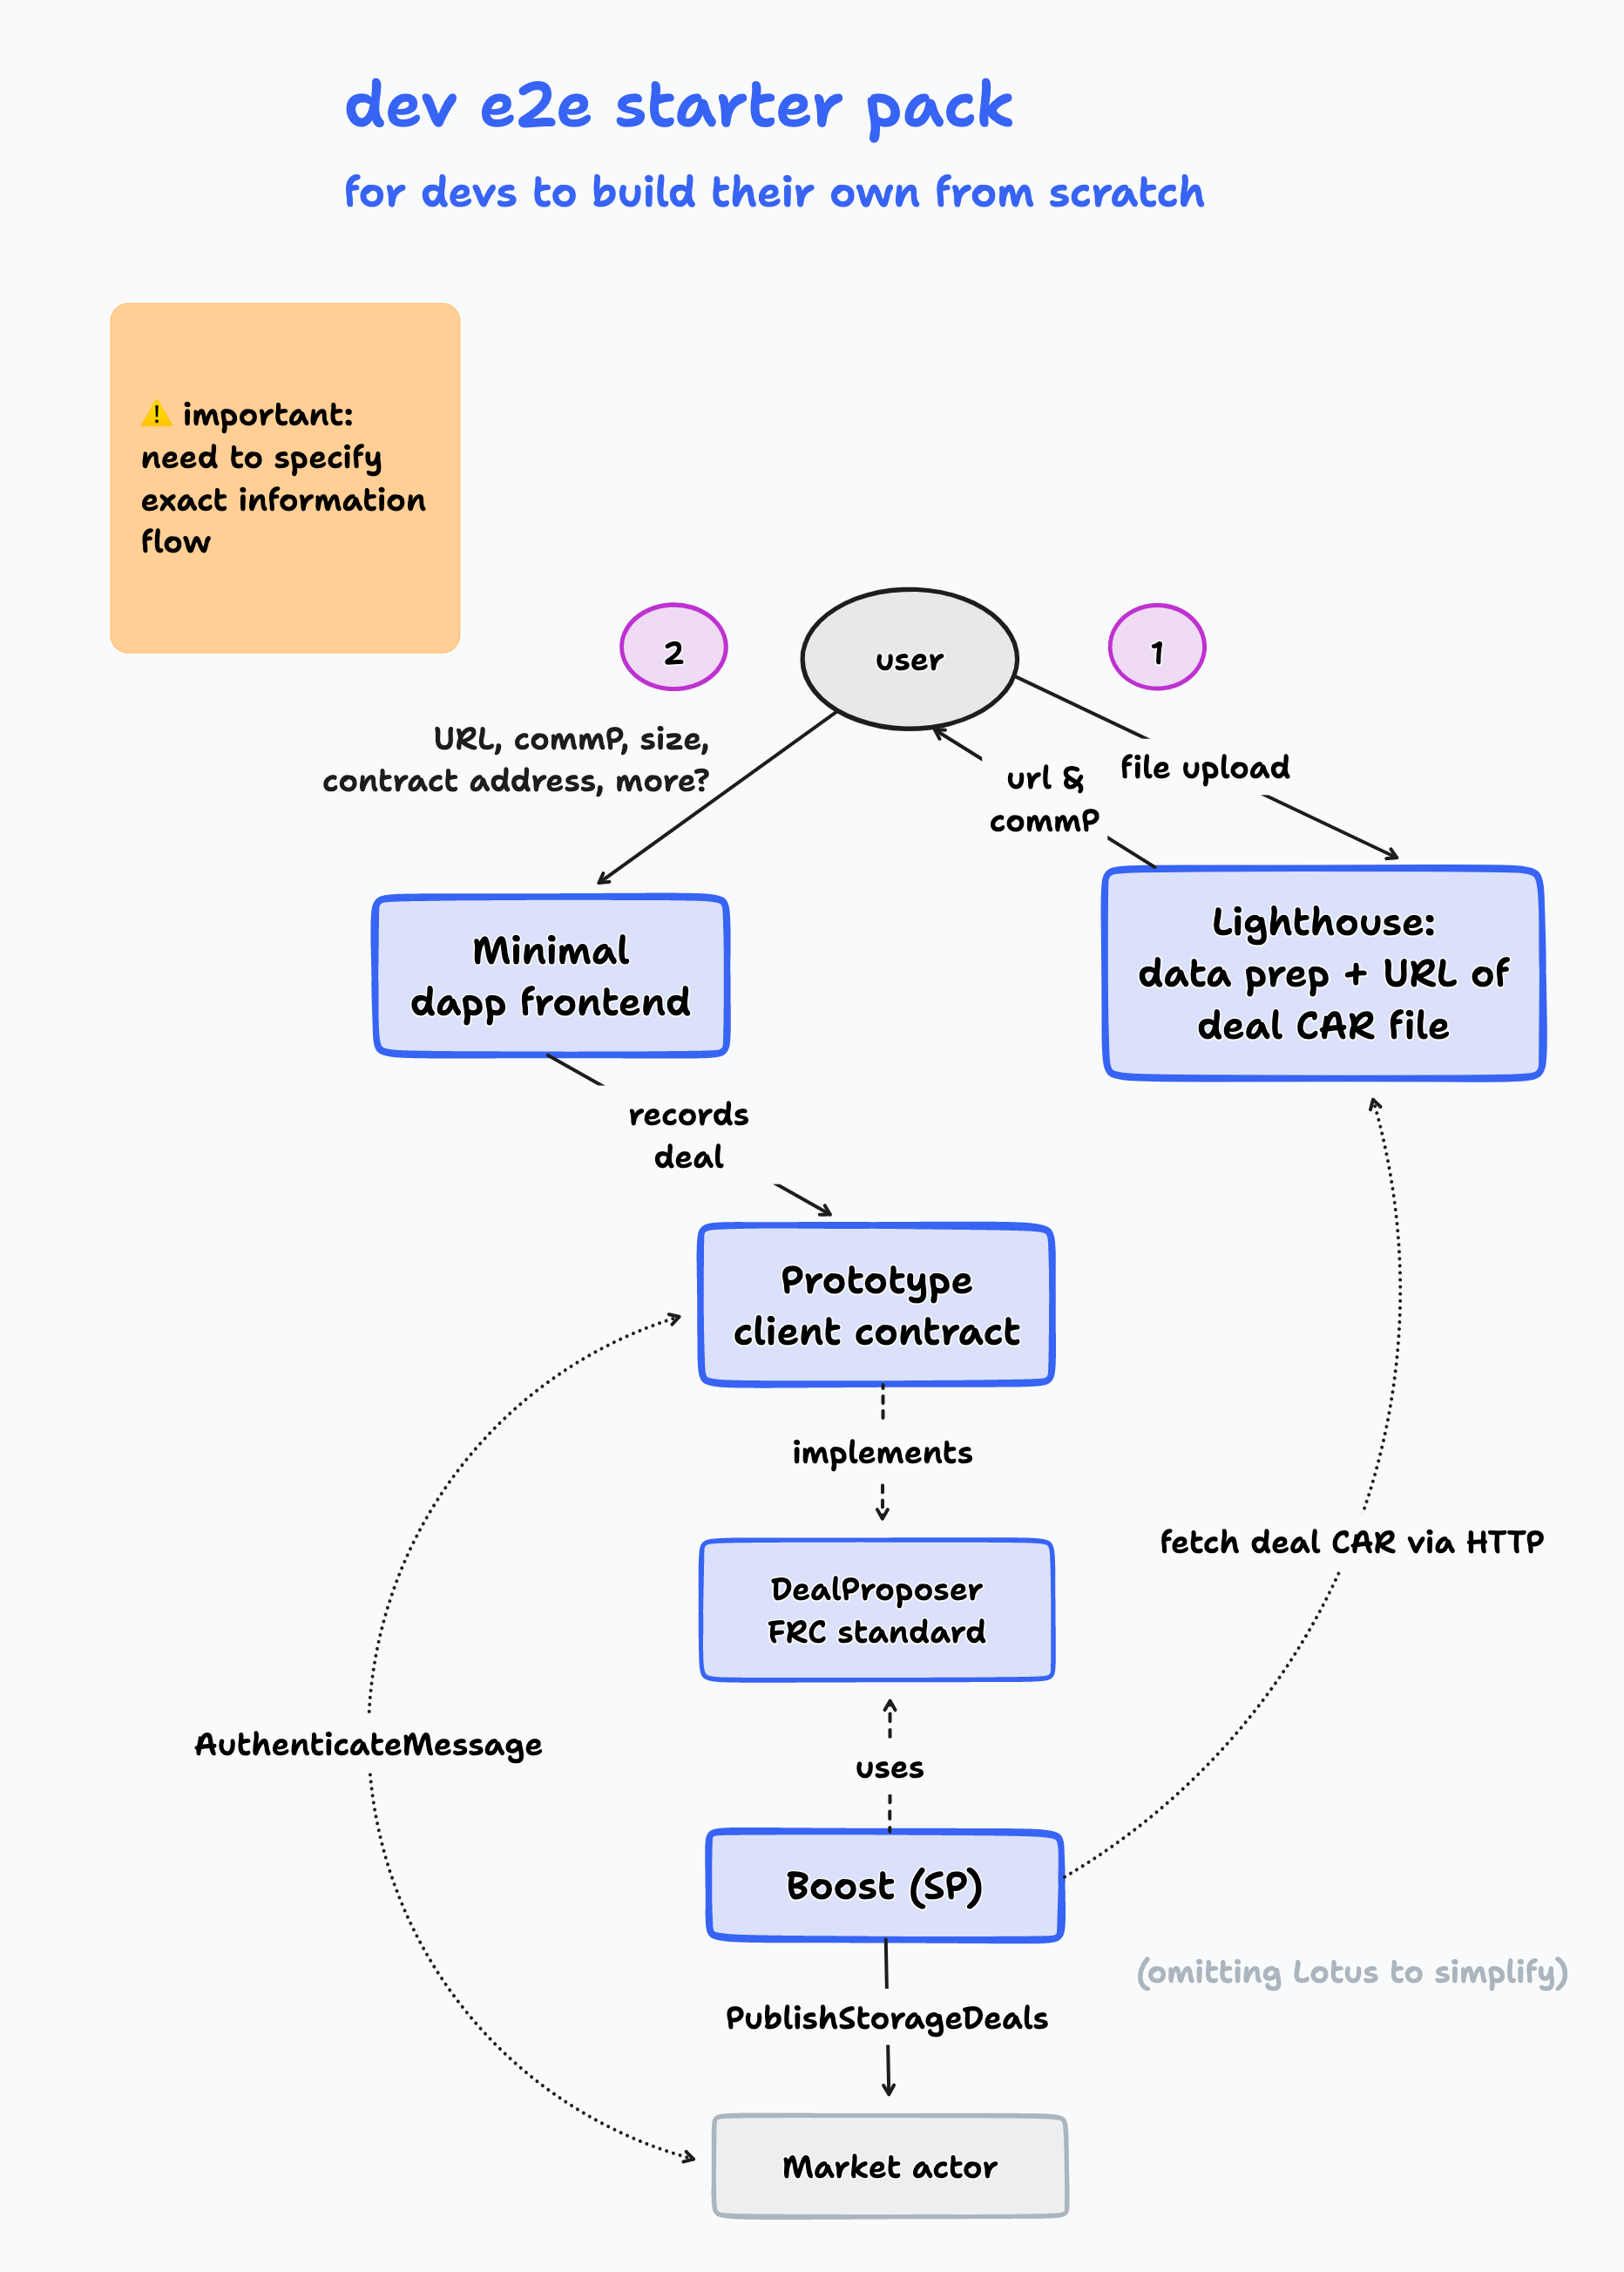 dev e2e starter pack
for devs to build their own from scratch
⚠️ important:
need to specify
exact information
flow
2
user
1
URL, commP, size,
contract address, more?
url &
commP
file upload
Minimal
dapp frontend
Lighthouse:
data prep + URL of
deal CAR file
records
deal
Prototype
client contract
implements
DealProposer
FRC standard
fetch deal CAR via HTTP
AuthenticateMessage
uses
Boost (SP)
(omitting Lotus to simplify)
PublishStorageDeals
Market actor